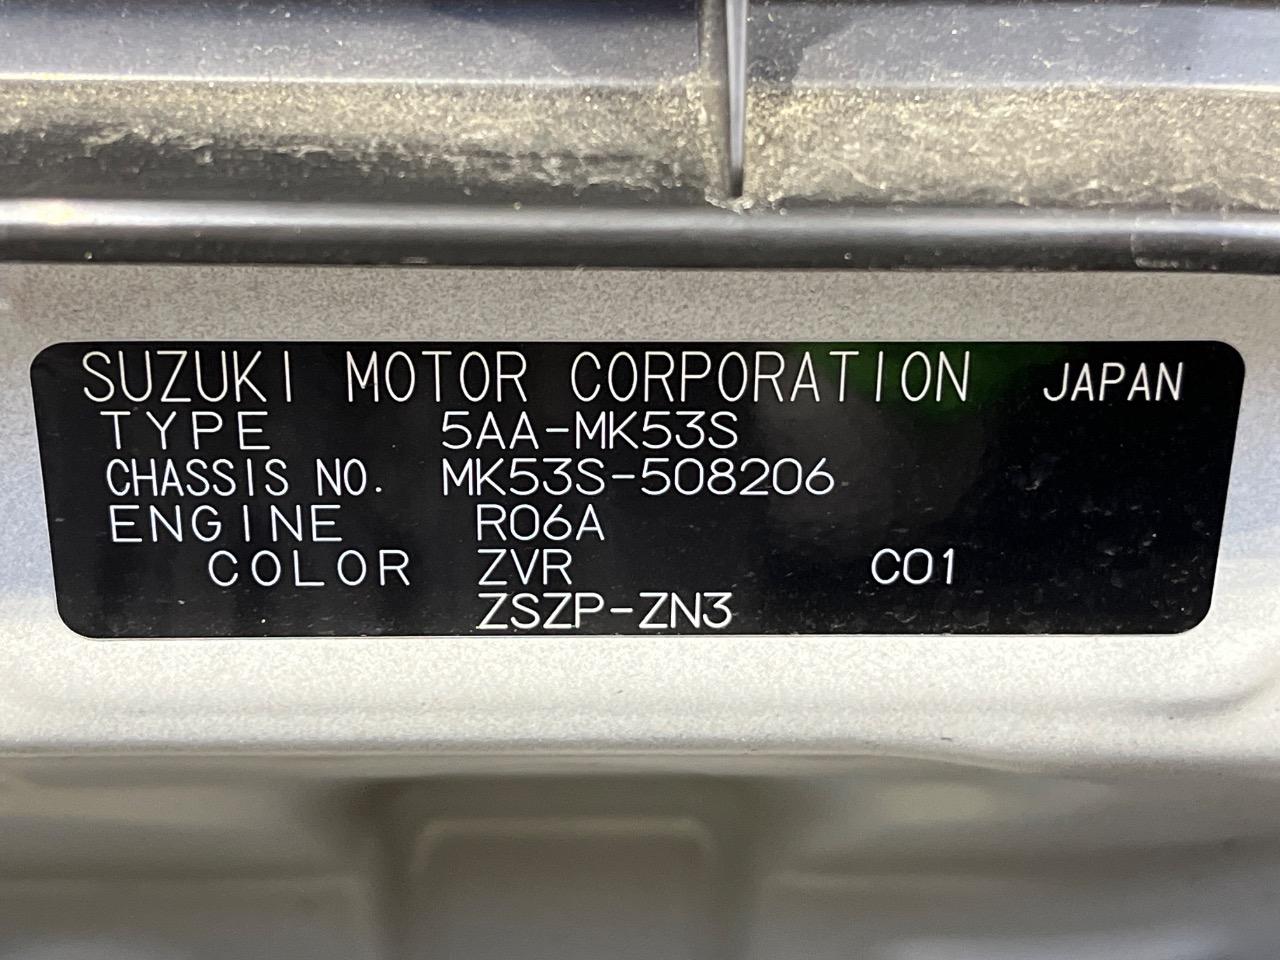 SUZUKI MOTOR CORPORATION JAPAN
TYPE 5AA-MK53S
CHASSIS NO. MK53S-508206
ENGINE R06A
COLOR ZVR C01
ZSZP-ZN3